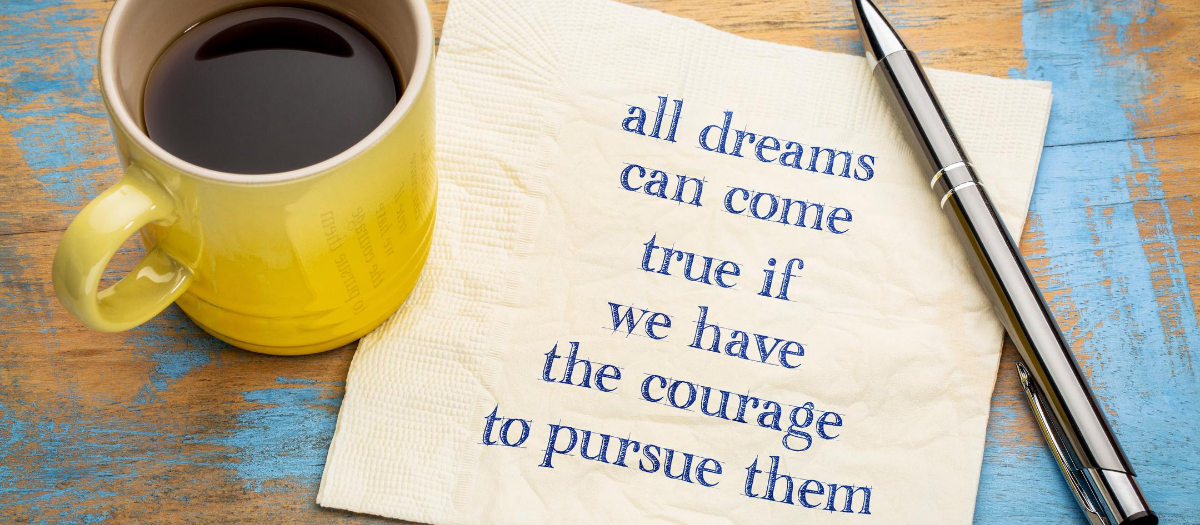 all dreams
can come
true if
we have
the courage
to pursue them